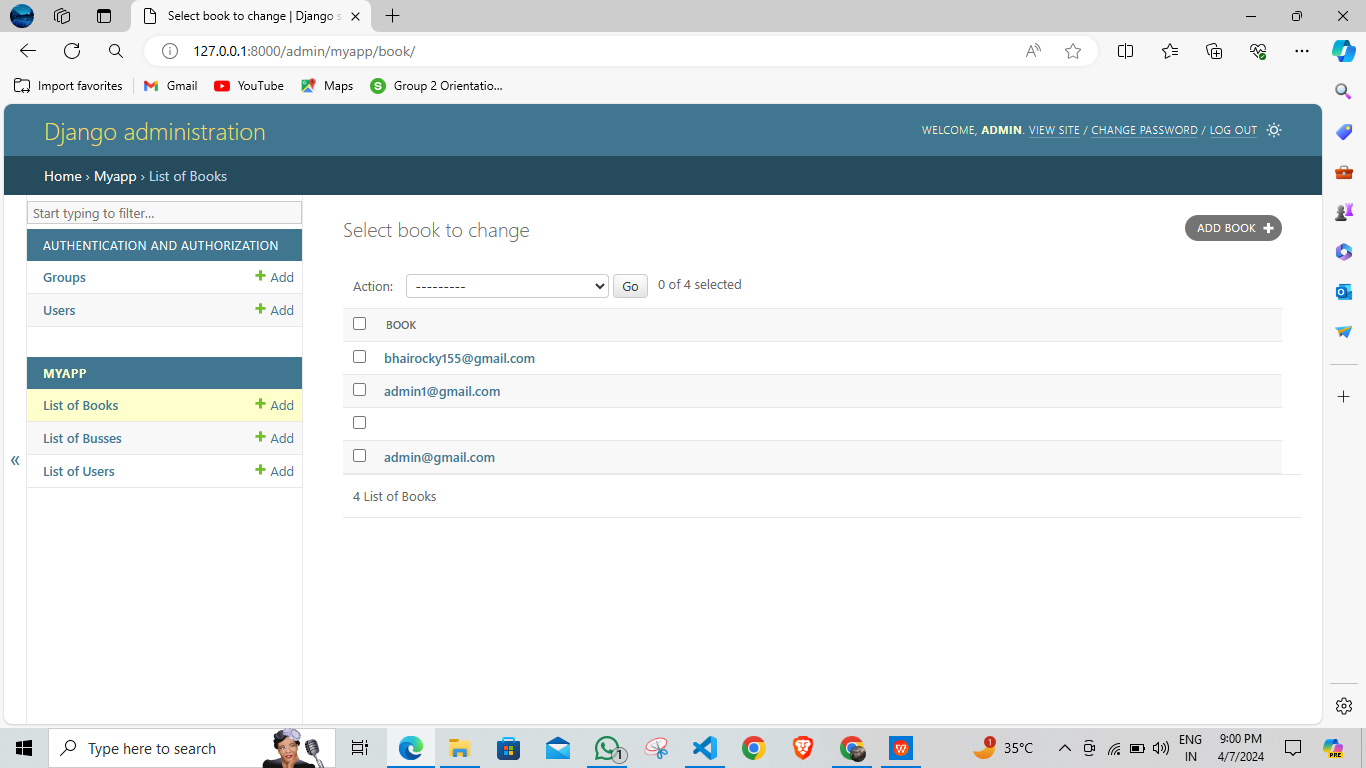 Select book to change | Django s
127.0.0.1:8000/admin/myapp/book/
Import favorites
Gmail
YouTube
Maps
Group 2 Orientatio...
Django administration
WELCOME, ADMIN. VIEW SITE / CHANGE PASSWORD / LOG OUT
Home › Myapp › List of Books
Start typing to filter...
AUTHENTICATION AND AUTHORIZATION
Groups + Add
Users + Add
MYAPP
List of Books + Add
List of Busses + Add
List of Users + Add
«
Select book to change
ADD BOOK +
Action: --------- Go 0 of 4 selected
BOOK
bhairocky155@gmail.com
admin1@gmail.com
admin@gmail.com
4 List of Books
Type here to search
1
1
35°C
ENG
IN
9:00 PM
4/7/2024
PRE